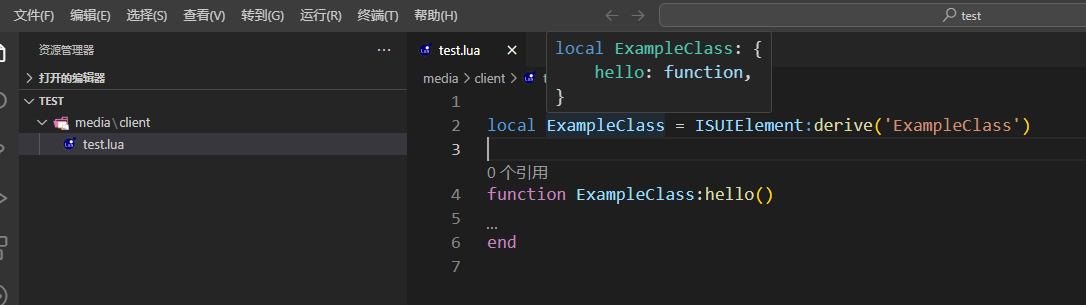 文件(F) 编辑(E) 选择(S) 查看(V) 转到(G) 运行(R) 终端(T) 帮助(H) test
资源管理器 ...
打开的编辑器
TEST
media\client
test.lua
test.lua
media > client >
local ExampleClass: {
hello: function,
}
1
2 local ExampleClass = ISUIElement:derive('ExampleClass')
3
0 个引用
4 function ExampleClass:hello()
5 ...
6 end
7